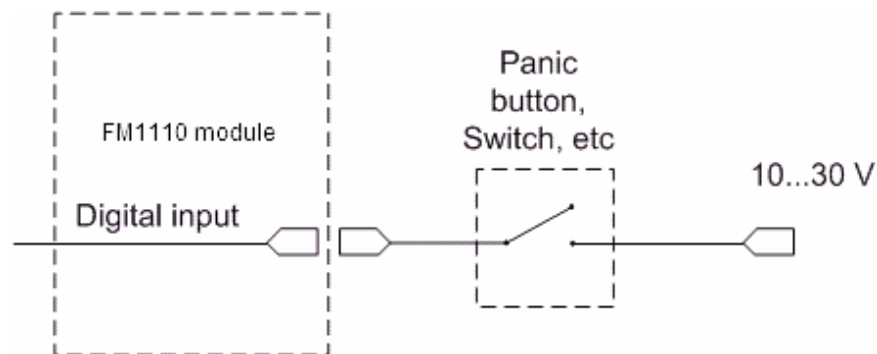 Panic
button,
Switch, etc
FM1110 module
10...30 V
Digital input